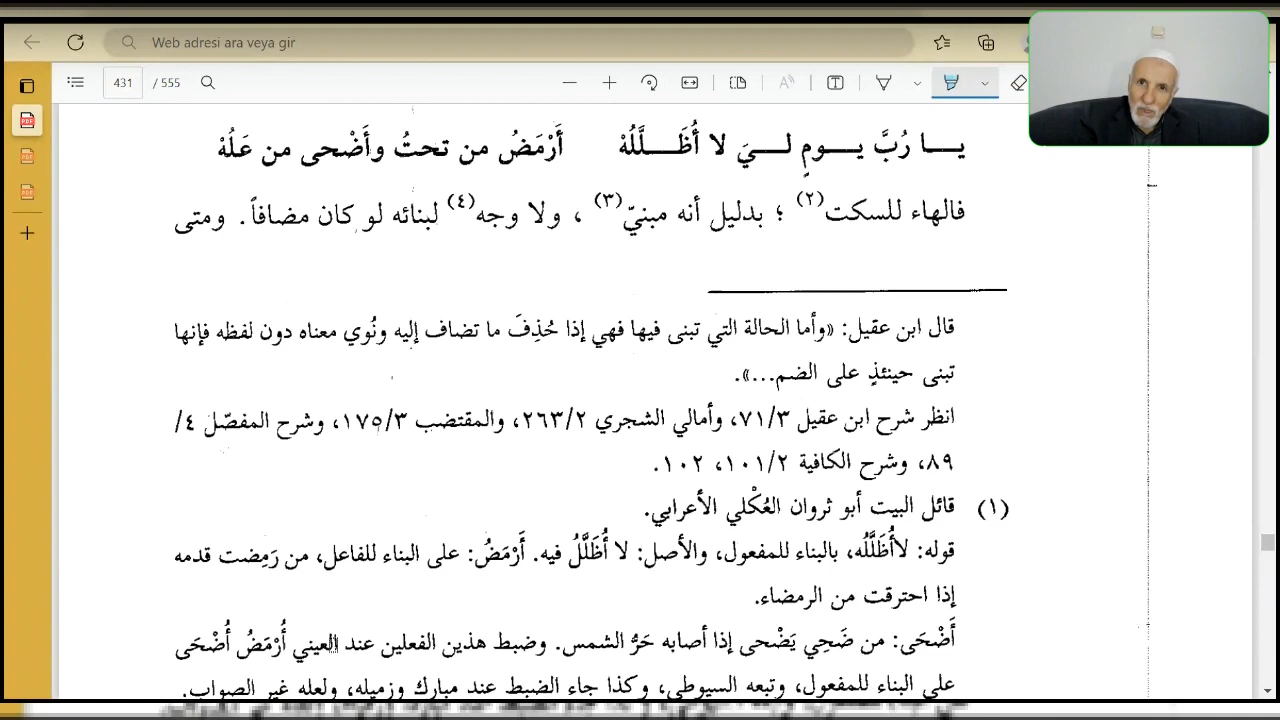 Web adresi ara veya gir
431 / 555
يـــا رُبَّ يـــومٍ لـــيَ لا أُظَـــلَّلُهْ أَرْمَضُ من تحتُ وأَضْحى من عَلُهْ
فالهاء للسكت(٢) ؛ بدليل أنه مبنيّ(٣) ، ولا وجه(٤) لبنائه لو كان مضافاً. ومتى
قال ابن عقيل: «وأما الحالة التي تبنى فيها فهي إذا حُذِفَ ما تضاف إليه ونُوي معناه دون لفظه فإنها
تبنى حينئذٍ على الضم...».
انظر شرح ابن عقيل ٧١/٣، وأمالي الشجري ٢٦٣/٢، والمقتضب ١٧٥/٣، وشرح المفصّل ٤/
٨٩، وشرح الكافية ١٠١/٢، ١٠٢.
(١) قائل البيت أبو ثروان العُكْلي الأعرابي.
قوله: لاأُظَلَّلُه، بالبناء للمفعول، والأصل: لا أُظَلَّلُ فيه. أَرْمَضُ: على البناء للفاعل، من رَمِضت قدمه
إذا احترقت من الرمضاء.
أَضْحَى: من ضَحِي يَضْحى إذا أصابه حَرُّ الشمس. وضبط هذين الفعلين عند العيني أُرْمَضُ أُضْحَى
على البناء للمفعول، وتبعه السيوطي، وكذا جاء الضبط عند مبارك وزميله، ولعله غير الصواب.